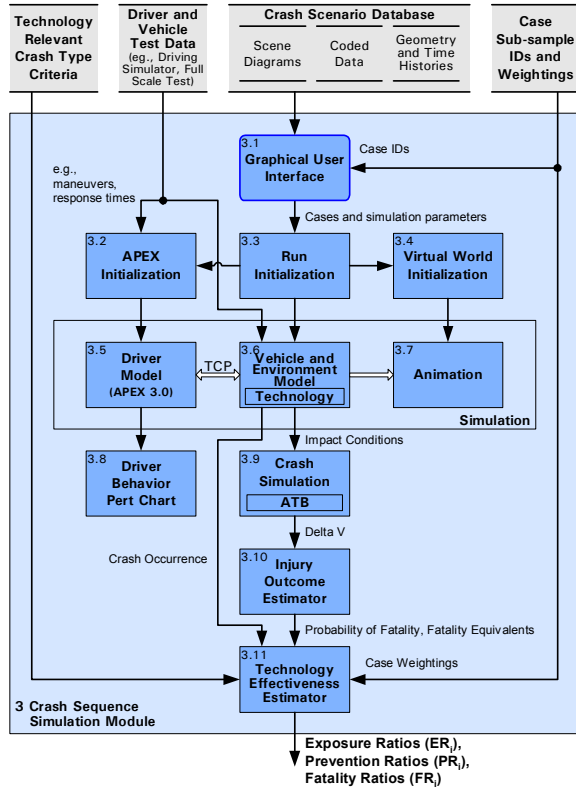 Technology
Relevant
Crash Type
Criteria
Driver and
Vehicle
Test Data
(e.g., Driving
Simulator, Full
Scale Test)
Crash Scenario Database
Scene
Diagrams
Coded
Data
Geometry
and Time
Histories
Case
Sub-sample
IDs and
Weightings
3.1
Graphical User
Interface
Case IDs
e.g.,
maneuvers,
response times
Cases and simulation parameters
3.2
APEX
Initialization
3.3
Run
Initialization
3.4
Virtual World
Initialization
3.5
Driver
Model
(APEX 3.0)
TCP
3.6
Vehicle and
Environment
Model
Technology
3.7
Animation
Simulation
3.8
Driver
Behavior
Pert Chart
Impact Conditions
3.9
Crash
Simulation
ATB
Delta V
Crash Occurrence
3.10
Injury
Outcome
Estimator
Probability of Fatality, Fatality Equivalents
3.11
Technology
Effectiveness
Estimator
Case Weightings
3 Crash Sequence
Simulation Module
Exposure Ratios (ERi),
Prevention Ratios (PRi),
Fatality Ratios (FRi)